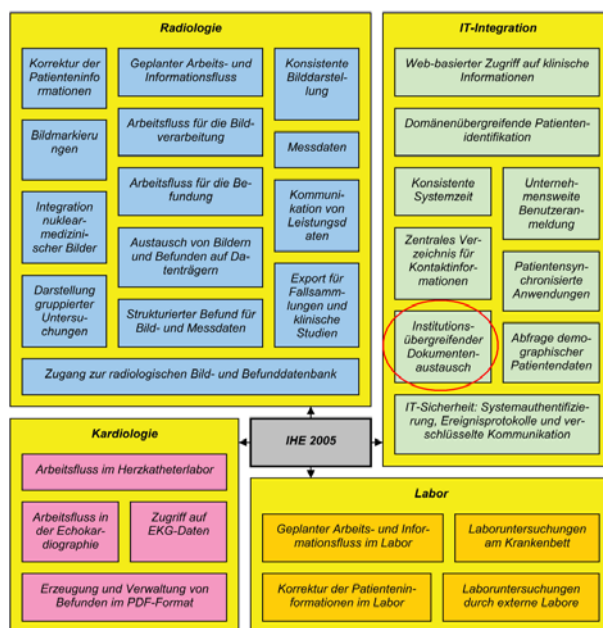 Radiologie
Korrektur der
Patienteninf
ormationen
Bildmarkieru
ngen
Integration
nuklear-
medizini-
scher Bilder
Darstellung
gruppierter
Untersu-
chungen
Geplanter Arbeits- und
Informationsfluss
Arbeitsfluss für die Bild-
verarbeitung
Arbeitsfluss für die Be-
fundung
Austausch von Bildern
und Befunden auf Da-
tenträgern
Strukturierter Befund für
Bild- und Messdaten
Konsistente
Bilddarstel-
lung
Messdaten
Kommuni-
kation von
Leistungsd
aten
Export für
Fallsamm-
lungen und
klinische
Studien
Zugang zur radiologischen Bild- und Befunddatenbank
IT-Integration
Web-basierter Zugriff auf klinische
Informationen
Domänenübergreifende Patienten-
identifikation
Konsistente
Systemzeit
Unterneh-
mensweite
Benutzeran-
meldung
Zentrales Ver-
zeichnis für
Kontaktinfor-
mationen
Patientensyn-
chronisierte
Anwendungen
Institutions-
übergreifender
Dokumenten-
austausch
Abfrage demo-
graphischer
Patientendaten
IT-Sicherheit: Systemauthentifizie-
rung, Ereignisprotokolle und ver-
schlüsselte Kommunikation
IHE 2005
Kardiologie
Arbeitsfluss im Herzkatheterlabor
Arbeitsfluss in
der Echokar-
diographie
Zugriff auf
EKG-Daten
Erzeugung und Verwaltung von
Befunden im PDF-Format
Labor
Geplanter Arbeits- und Infor-
mationsfluss im Labor
Laboruntersuchungen
am Krankenbett
Korrektur der Patientenin-
formationen im Labor
Laboruntersuchungen
durch externe Labore